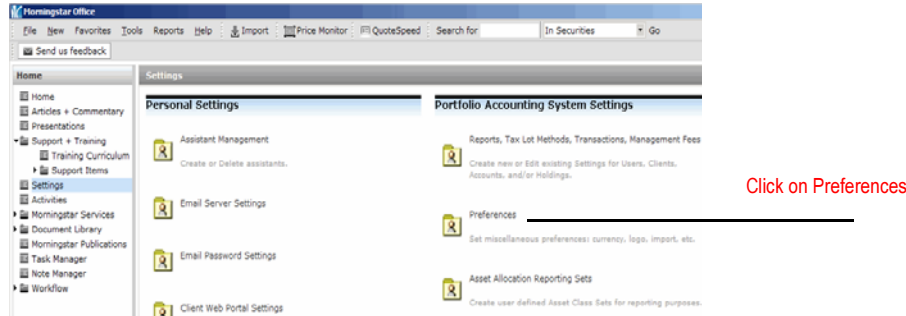 Morningstar Office
File New Favorites Tools Reports Help Import Price Monitor QuoteSpeed Search for In Securities Go
Send us feedback
Home
Home
Articles + Commentary
Presentations
Support + Training
Training Curriculum
Support Items
Settings
Activities
Morningstar Services
Document Library
Morningstar Publications
Task Manager
Note Manager
Workflow
Settings
Personal Settings
Assistant Management
Create or Delete assistants.
Email Server Settings
Email Password Settings
Client Web Portal Settings
Portfolio Accounting System Settings
Reports, Tax Lot Methods, Transactions, Management Fees
Create new or Edit existing Settings for Users, Clients,
Accounts, and/or Holdings.
Preferences
Set miscellaneous preferences: currency, logo, import, etc.
Asset Allocation Reporting Sets
Create user defined Asset Class Sets for reporting purposes.
Click on Preferences